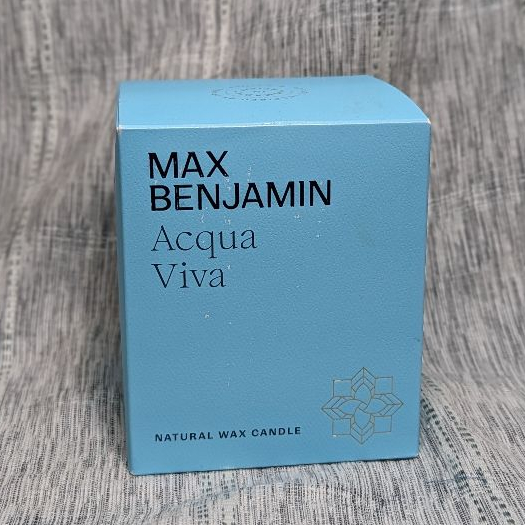 MAX
BENJAMIN
Acqua
Viva
NATURAL WAX CANDLE